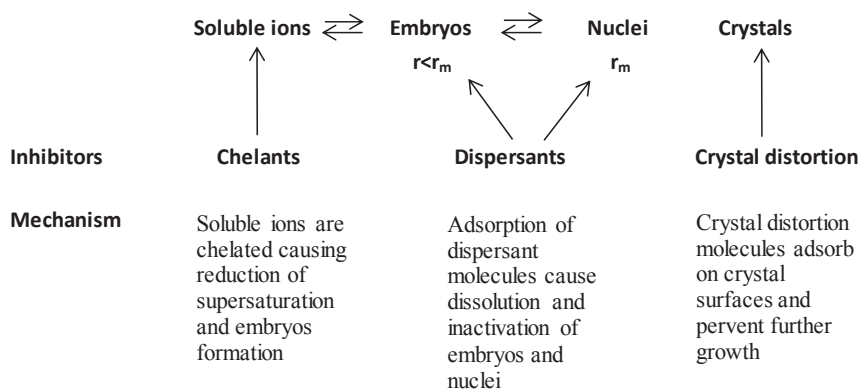 Soluble ions ⇌ Embryos ⇌ Nuclei Crystals
r<rm rm
Inhibitors Chelants Dispersants Crystal distortion
Mechanism
Soluble ions are
chelated causing
reduction of
supersaturation
and embryos
formation
Adsorption of
dispersant
molecules cause
dissolution and
inactivation of
embryos and
nuclei
Crystal distortion
molecules adsorb
on crystal
surfaces and
pervent further
growth